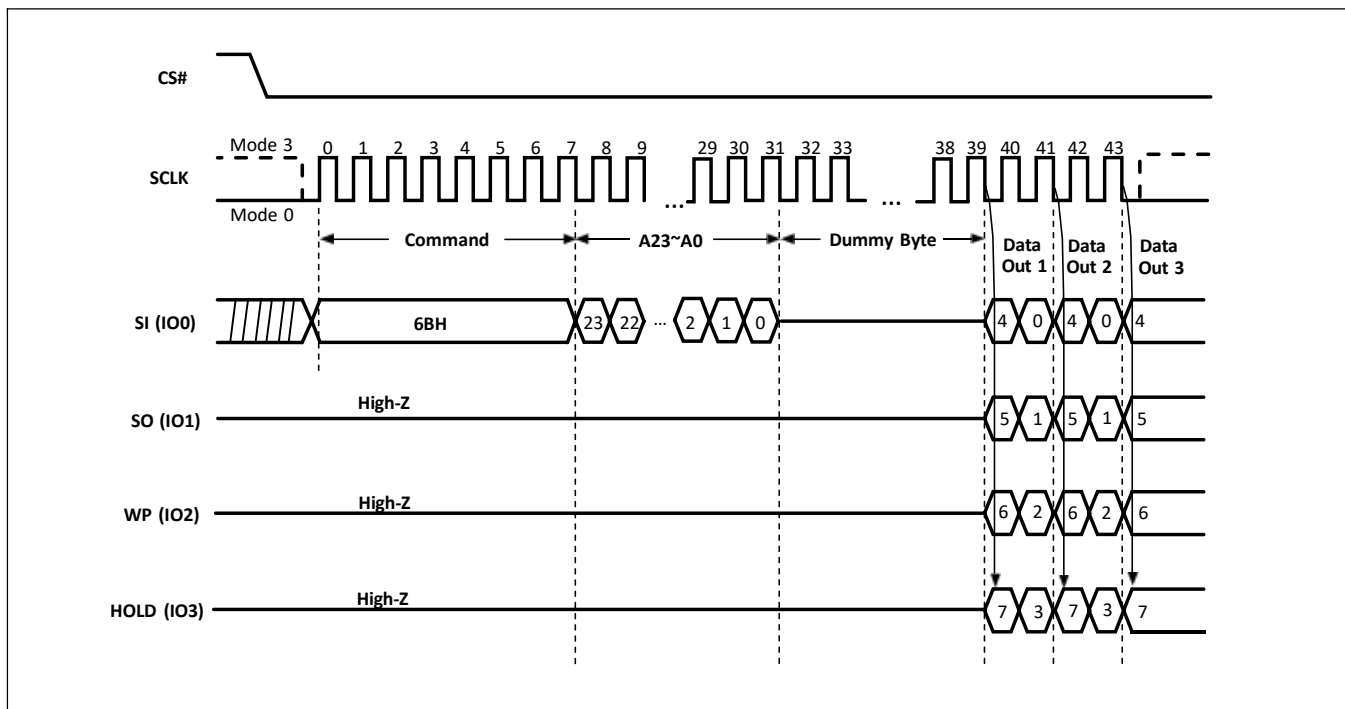 CS#
Mode 3
0 1 2 3 4 5 6 7 8 9 29 30 31 32 33 38 39 40 41 42 43
SCLK
... ...
Mode 0
Command A23~A0 Dummy Byte Data Out 1 Data Out 2 Data Out 3
SI (IO0) 6BH 23 22 ... 2 1 0 4 0 4 0 4
High-Z
SO (IO1) 5 1 5 1 5
High-Z
WP (IO2) 6 2 6 2 6
High-Z
HOLD (IO3) 7 3 7 3 7